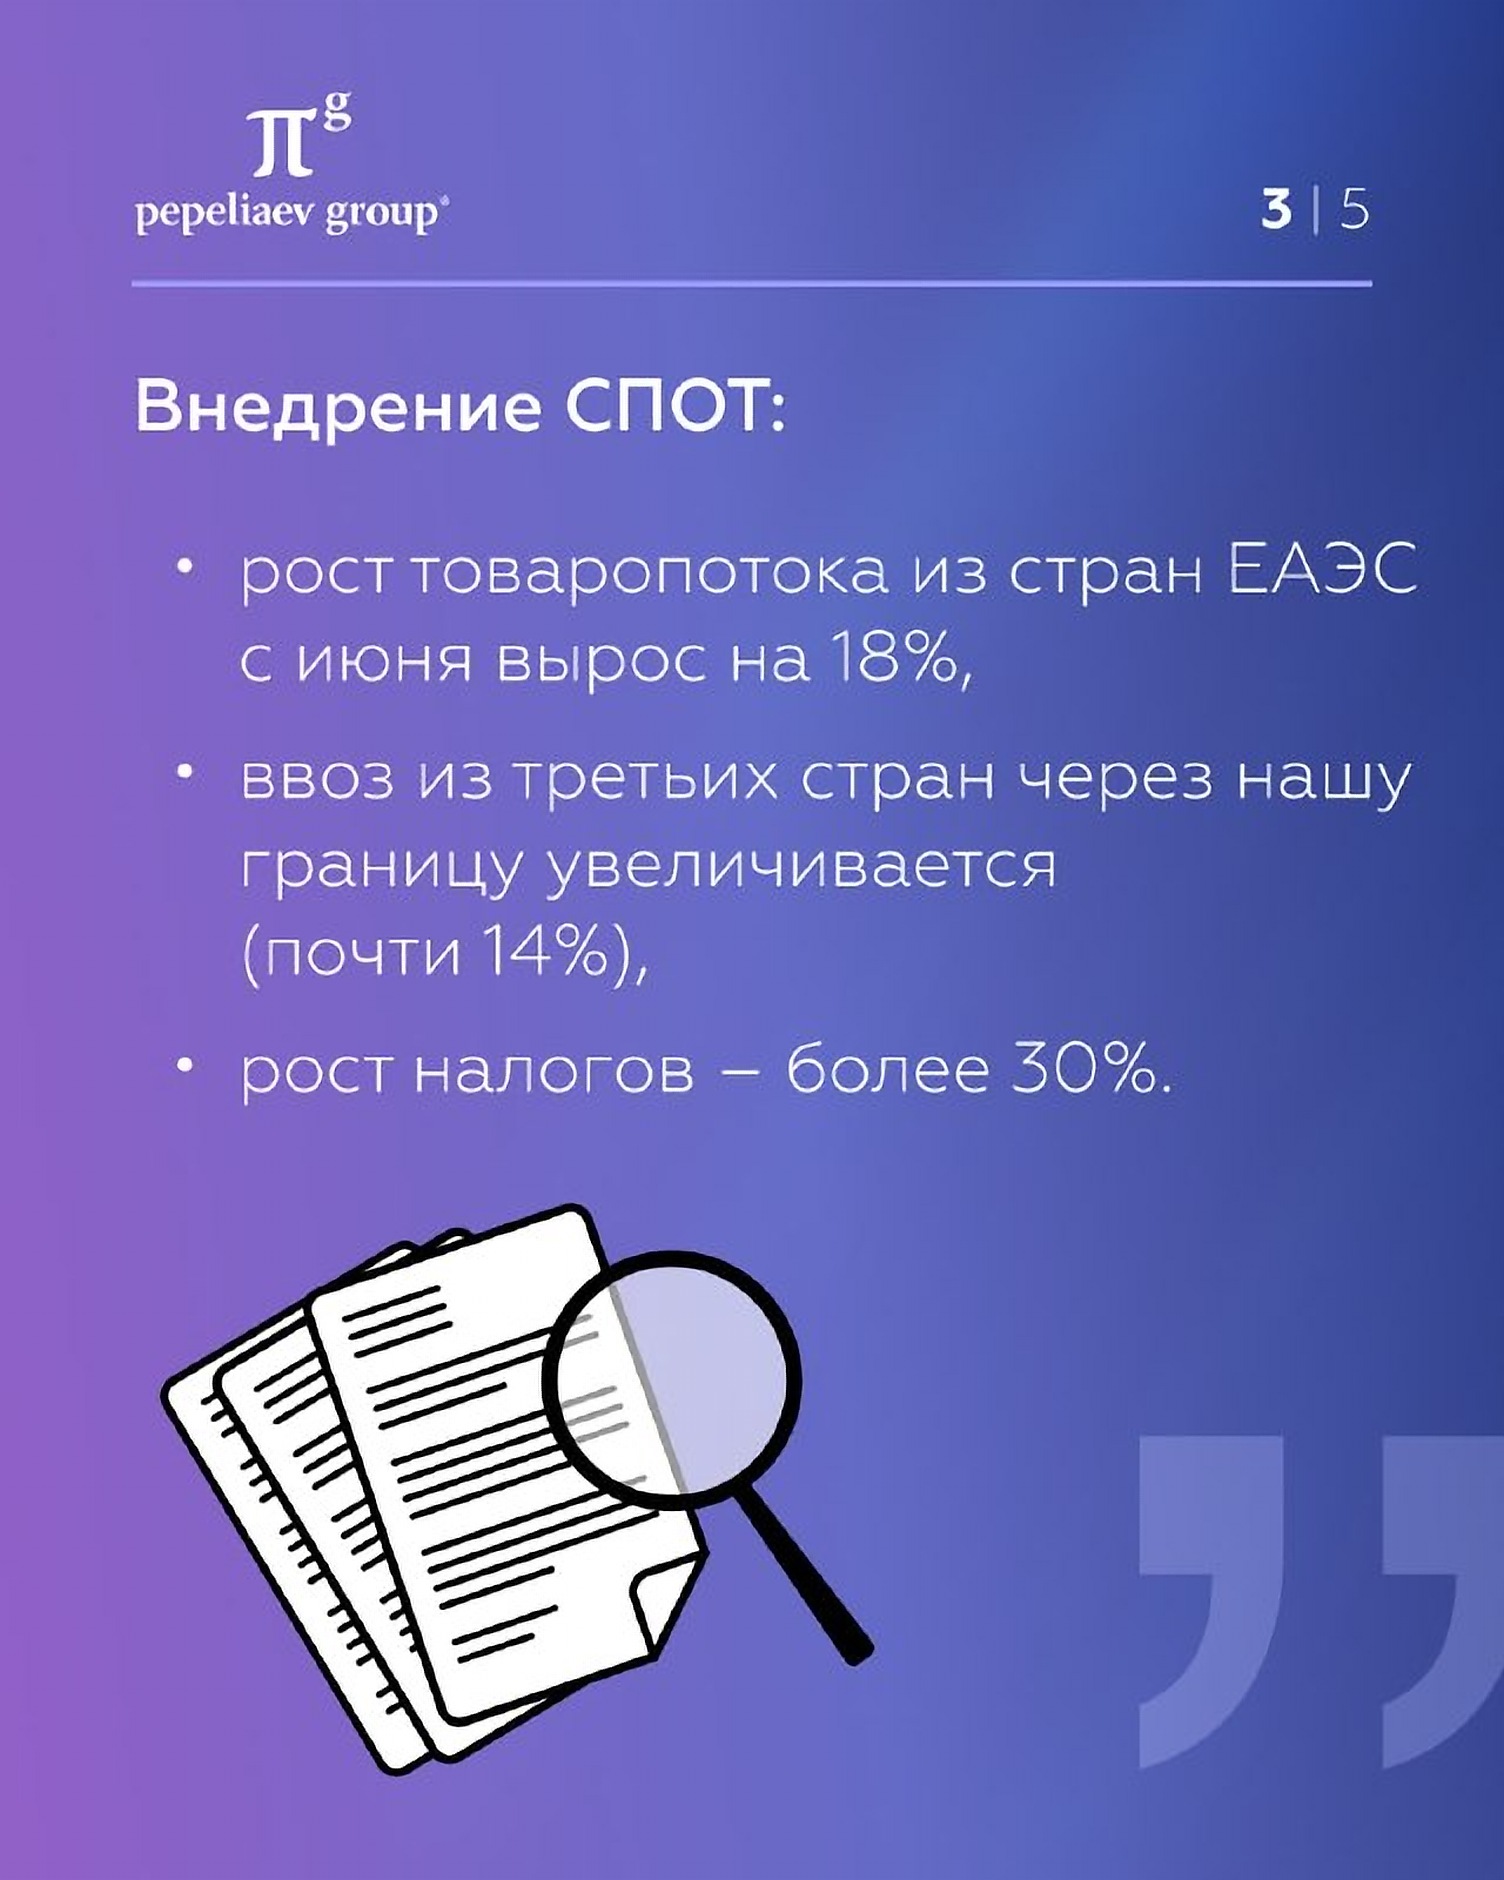 πg
pepeliaev group
3 | 5
Внедрение СПОТ:
• рост товаропотока из стран ЕАЭС
с июня вырос на 18%,
• ввоз из третьих стран через нашу
границу увеличивается
(почти 14%),
• рост налогов – более 30%.